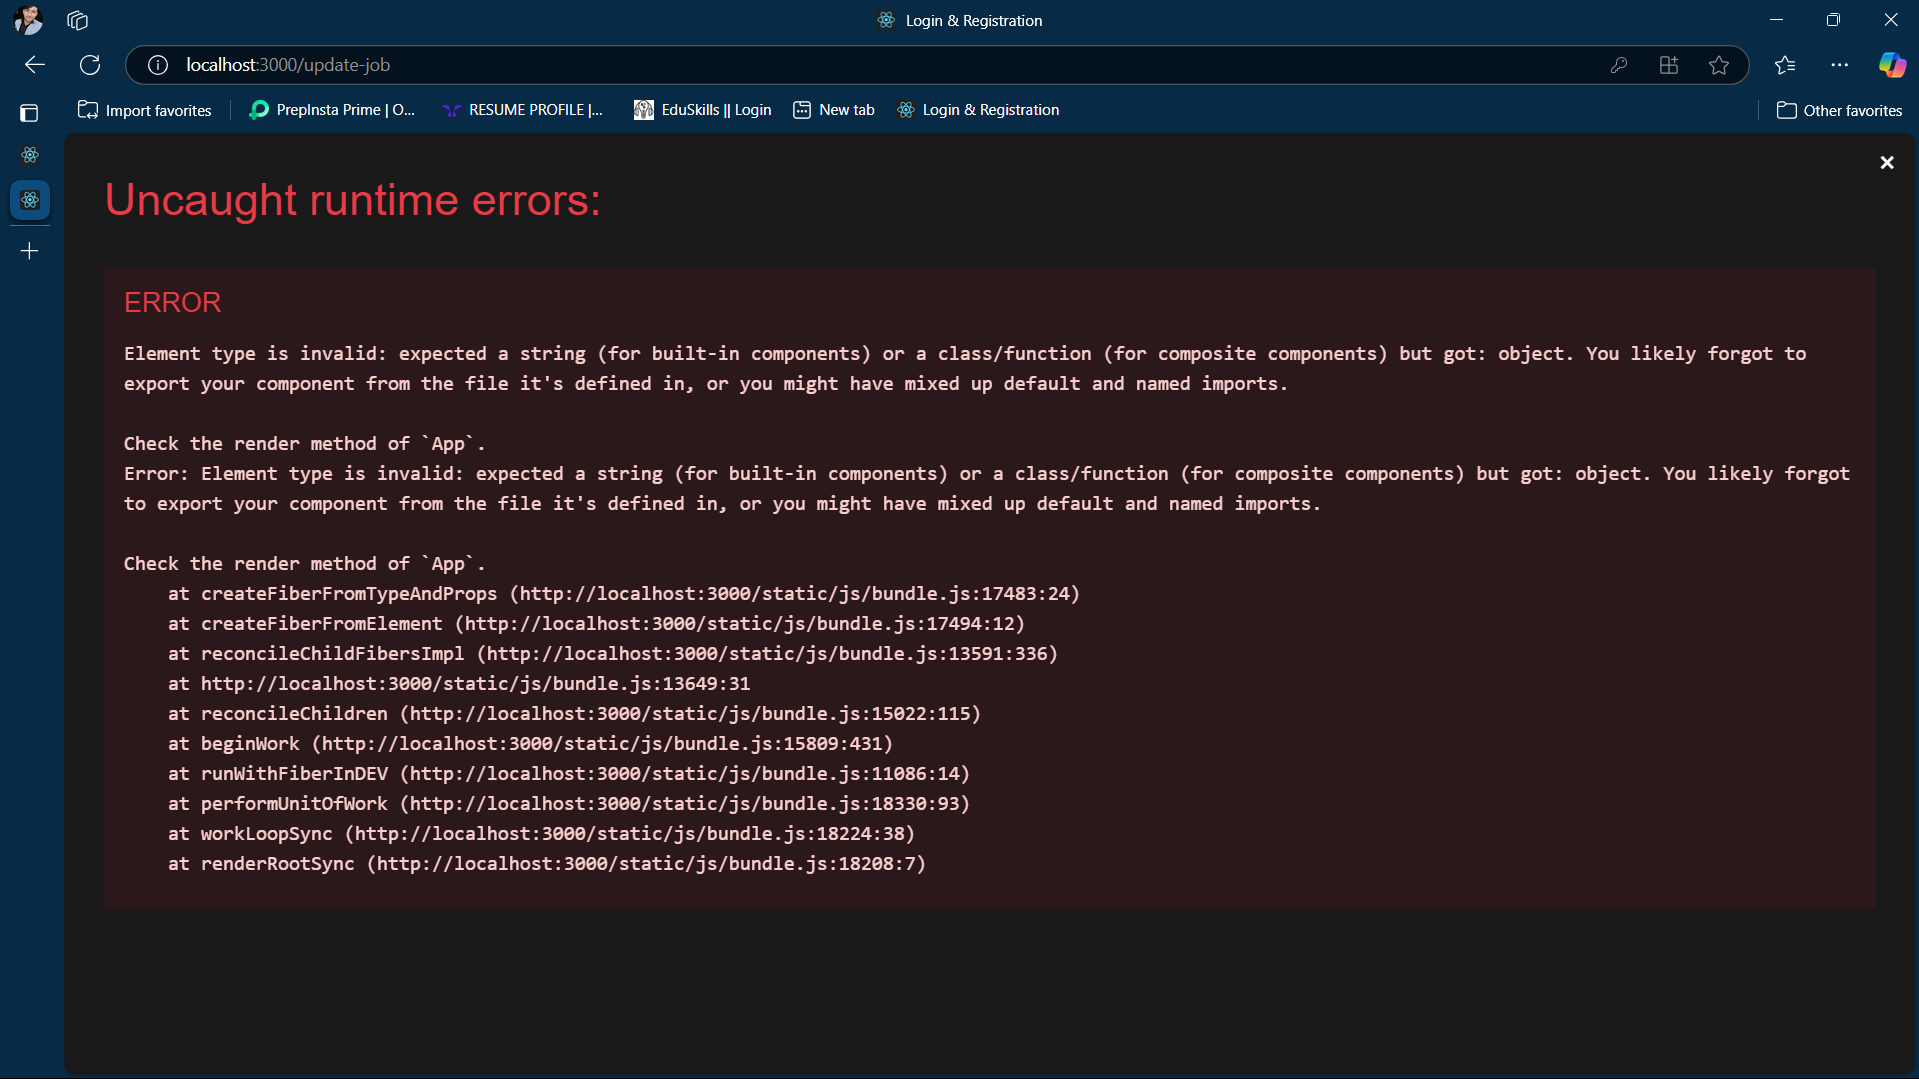 Login & Registration
localhost:3000/update-job
Import favorites
PrepInsta Prime | O...
RESUME PROFILE |...
EduSkills || Login
New tab
Login & Registration
Other favorites
Uncaught runtime errors:
ERROR
Element type is invalid: expected a string (for built-in components) or a class/function (for composite components) but got: object. You likely forgot to
export your component from the file it's defined in, or you might have mixed up default and named imports.
Check the render method of `App`.
Error: Element type is invalid: expected a string (for built-in components) or a class/function (for composite components) but got: object. You likely forgot
to export your component from the file it's defined in, or you might have mixed up default and named imports.
Check the render method of `App`.
at createFiberFromTypeAndProps (http://localhost:3000/static/js/bundle.js:17483:24)
at createFiberFromElement (http://localhost:3000/static/js/bundle.js:17494:12)
at reconcileChildFibersImpl (http://localhost:3000/static/js/bundle.js:13591:336)
at http://localhost:3000/static/js/bundle.js:13649:31
at reconcileChildren (http://localhost:3000/static/js/bundle.js:15022:115)
at beginWork (http://localhost:3000/static/js/bundle.js:15809:431)
at runWithFiberInDEV (http://localhost:3000/static/js/bundle.js:11086:14)
at performUnitOfWork (http://localhost:3000/static/js/bundle.js:18330:93)
at workLoopSync (http://localhost:3000/static/js/bundle.js:18224:38)
at renderRootSync (http://localhost:3000/static/js/bundle.js:18208:7)